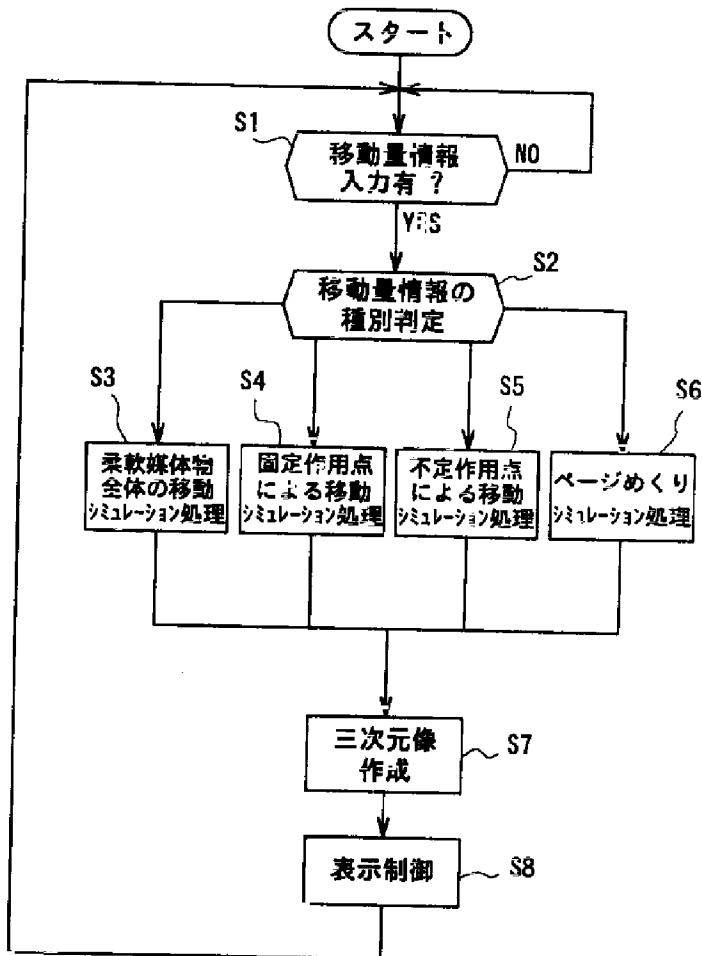 スタート
S1
移動量情報
入力有 ?
NO
YES
S2
移動量情報の
種別判定
S3
柔軟媒体物
全体の移動
シミュレーション処理
S4
固定作用点
による移動
シミュレーション処理
S5
不定作用点
による移動
シミュレーション処理
S6
ページめくり
シミュレーション処理
三次元像
作成
S7
表示制御
S8